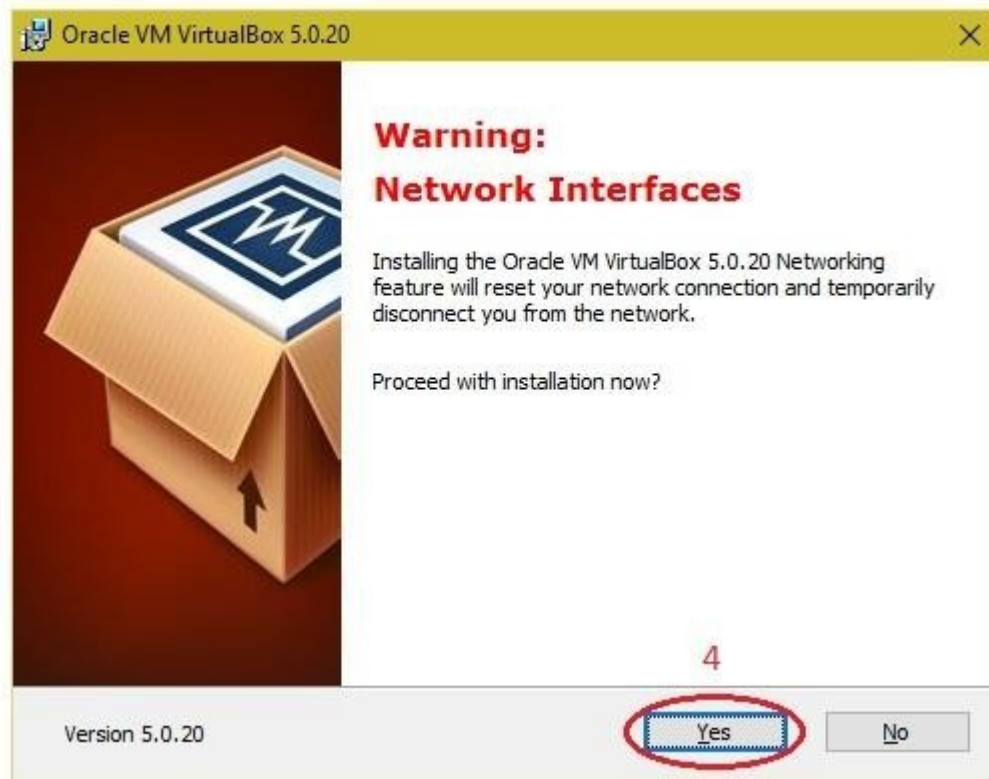 Oracle VM VirtualBox 5.0.20
Warning:
Network Interfaces
Installing the Oracle VM VirtualBox 5.0.20 Networking
feature will reset your network connection and temporarily
disconnect you from the network.
Proceed with installation now?
4
Version 5.0.20
Yes
No